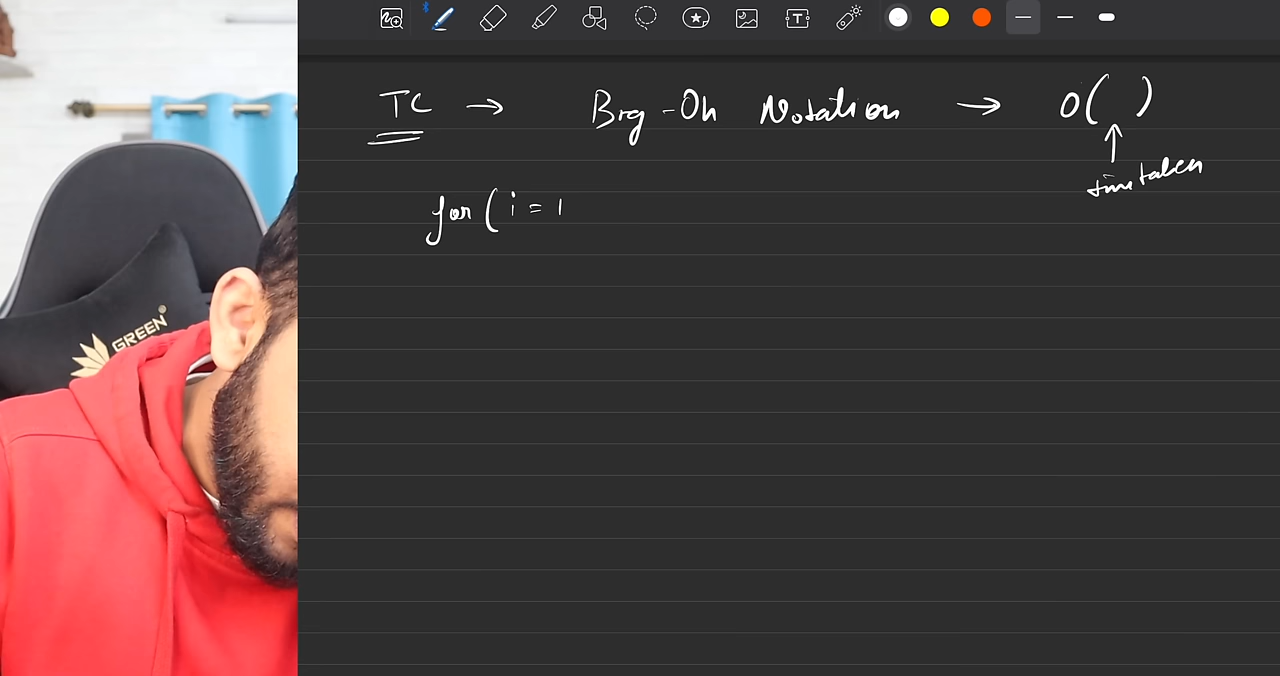 TC → Big-Oh Notation → O( )
↑
time taken
for ( i = 1
GREEN